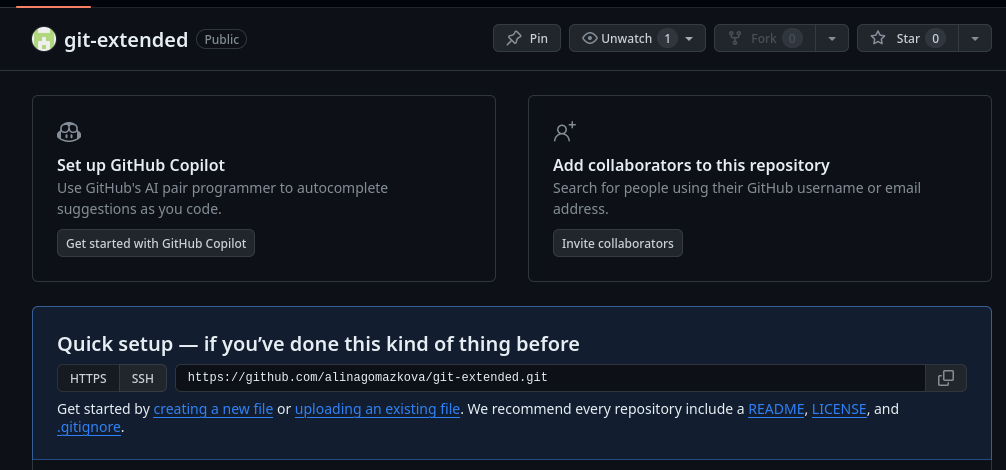 git-extended Public Pin Unwatch 1 Fork 0 Star 0
Set up GitHub Copilot
Use GitHub's AI pair programmer to autocomplete
suggestions as you code.
Get started with GitHub Copilot
Add collaborators to this repository
Search for people using their GitHub username or email
address.
Invite collaborators
Quick setup — if you’ve done this kind of thing before
HTTPS SSH https://github.com/alinagomazkova/git-extended.git
Get started by creating a new file or uploading an existing file. We recommend every repository include a README, LICENSE, and
.gitignore.